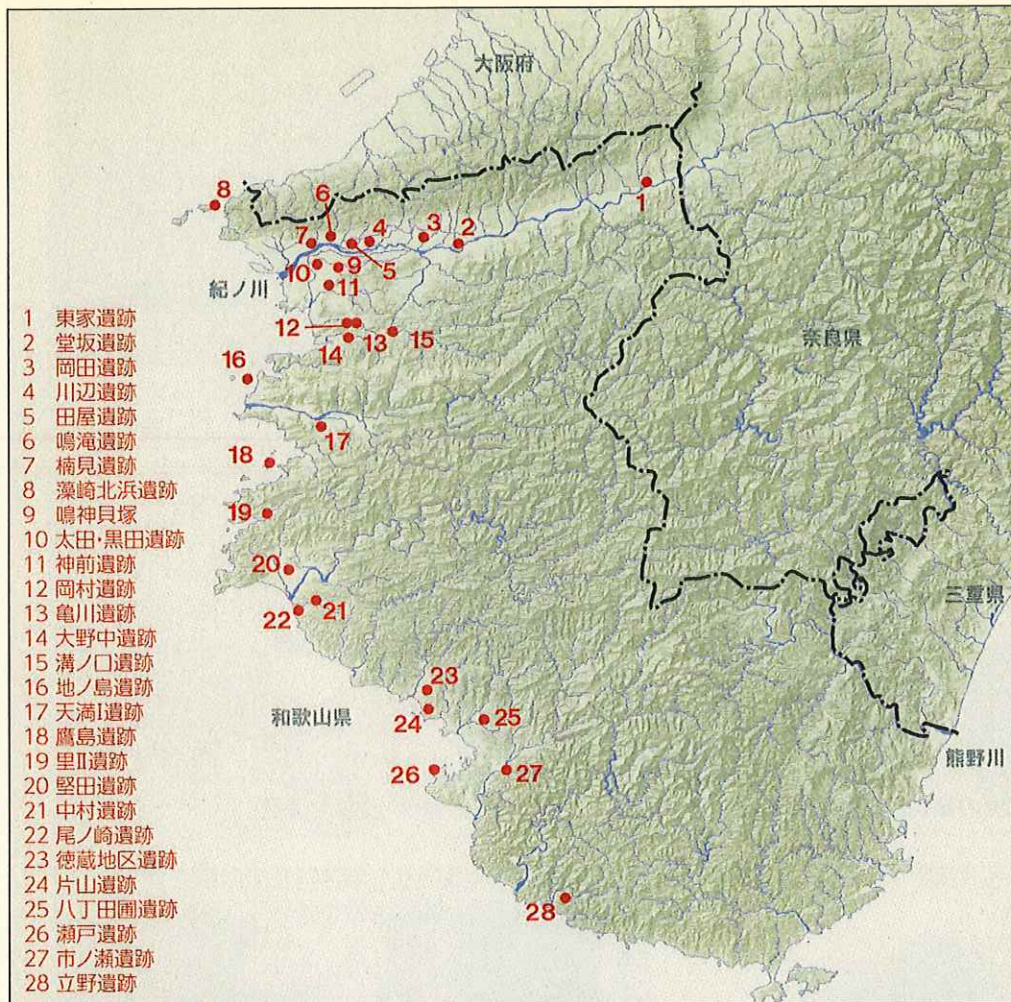 大阪府
8
6
7
4
3
2
1
5
10
9
紀ノ川
11
12
13
15
14
奈良県
16
17
18
19
20
21
22
三重県
23
24
25
和歌山県
26
27
熊野川
28
1 東家遺跡
2 堂坂遺跡
3 岡田遺跡
4 川辺遺跡
5 田屋遺跡
6 鳴滝遺跡
7 楠見遺跡
8 藻崎北浜遺跡
9 鳴神貝塚
10 太田・黒田遺跡
11 神前遺跡
12 岡村遺跡
13 亀川遺跡
14 大野中遺跡
15 溝ノ口遺跡
16 地ノ島遺跡
17 天満Ⅰ遺跡
18 鷹島遺跡
19 里Ⅱ遺跡
20 堅田遺跡
21 中村遺跡
22 尾ノ崎遺跡
23 徳蔵地区遺跡
24 片山遺跡
25 八丁田圃遺跡
26 瀬戸遺跡
27 市ノ瀬遺跡
28 立野遺跡